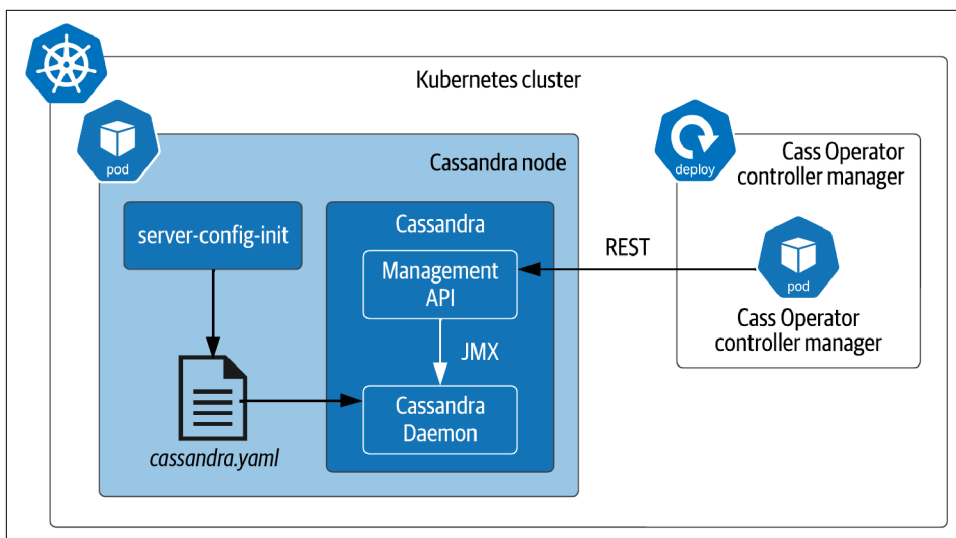 Kubernetes cluster
pod
Cassandra node
server-config-init
cassandra.yaml
Cassandra
Management
API
JMX
Cassandra
Daemon
REST
deploy
Cass Operator
controller manager
pod
Cass Operator
controller manager